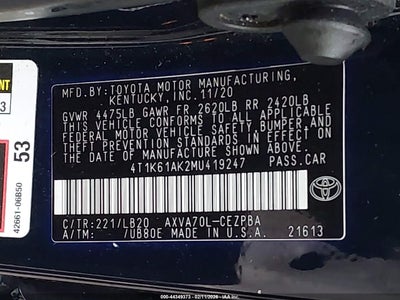 MFD.BY:TOYOTA MOTOR MANUFACTURING,
KENTUCKY, INC. 11/20
GVWR 4475LB GAWR FR 2620LB RR 2420LB
THIS VEHICLE CONFORMS TO ALL APPLICABLE
FEDERAL MOTOR VEHICLE SAFETY,BUMPER,AND
THEFT PREVENTION STANDARDS IN EFFECT
ON THE DATE OF MANUFACTURE SHOWN ABOVE.
4T1K61AK2MU419247 PASS.CAR
C/TR:221/LB20 AXVA70L-CEZPBA
A/TM: /UB80E MADE IN U.S.A. 21613
TOYOTA
53
42661-06B50
000-44349373 - 02/11/2026 - IAA Inc.